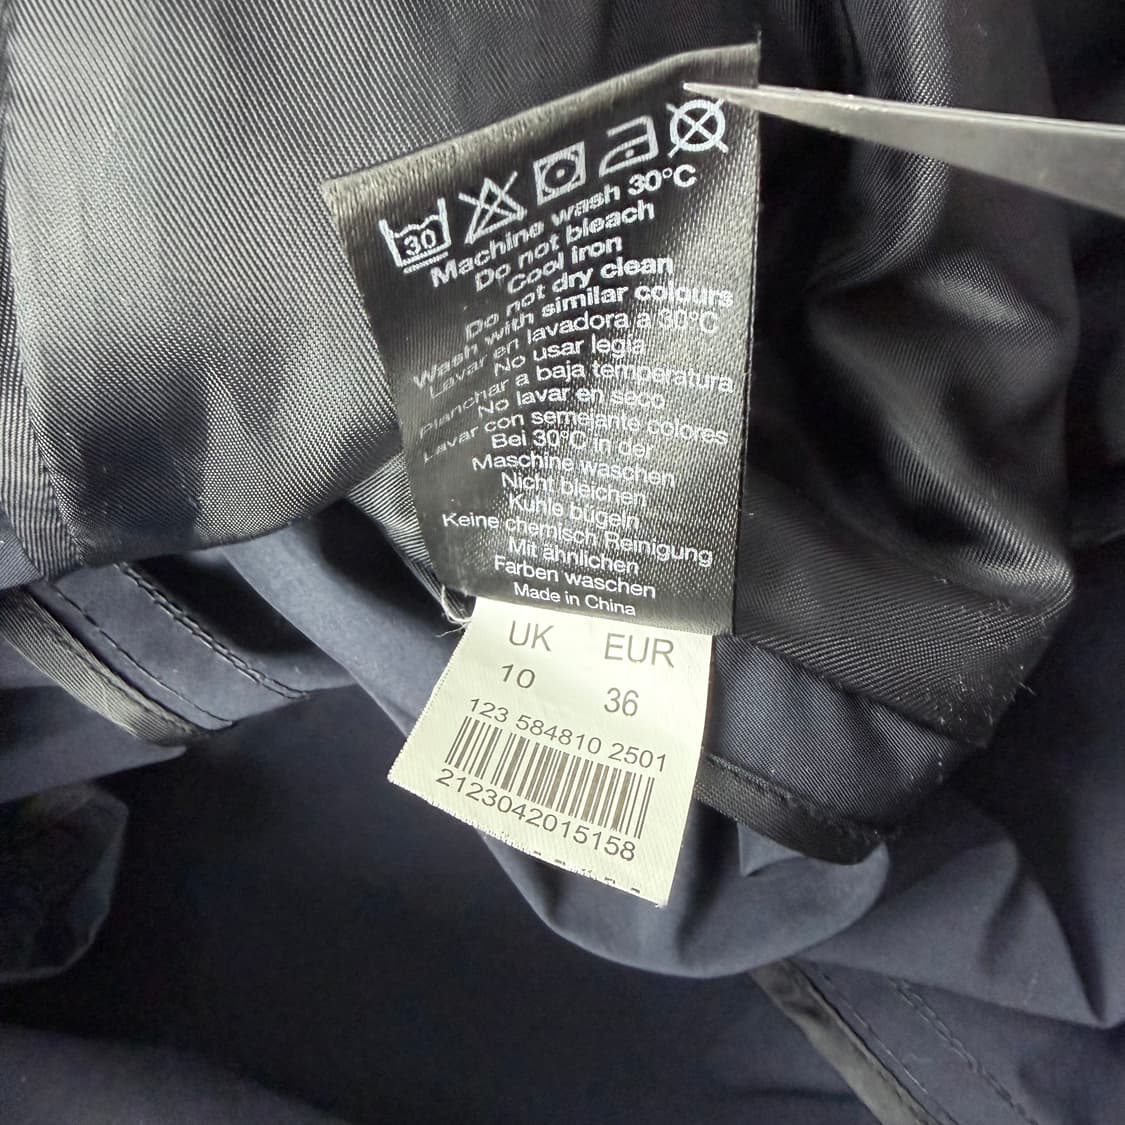 30
Machine wash 30°C
Do not bleach
Cool iron
Do not dry clean
Wash with similar colours
Lavar en lavadora a 30°C
No usar legia
Planchar a baja temperatura
No lavar en seco
Lavar con semejante colores
Bei 30°C in der
Maschine waschen
Nicht bleichen
Kuhle bugeln
Keine chemisch Reinigung
Mit ähnlichen
Farben waschen
Made in China
UK EUR
10 36
123 584810 2501
2123042015158